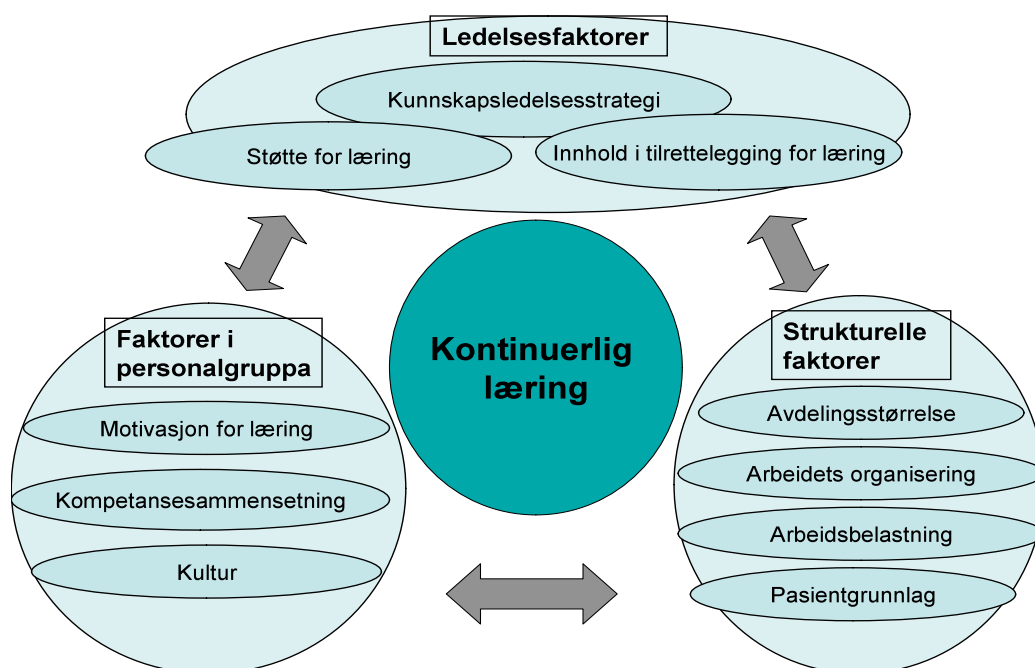 Ledelsesfaktorer
Kunnskapsledelsesstrategi
Støtte for læring
Innhold i tilrettelegging for læring
Kontinuerlig
læring
Faktorer i
personalgruppa
Motivasjon for læring
Kompetansesammensetning
Kultur
Strukturelle
faktorer
Avdelingsstørrelse
Arbeidets organisering
Arbeidsbelastning
Pasientgrunnlag